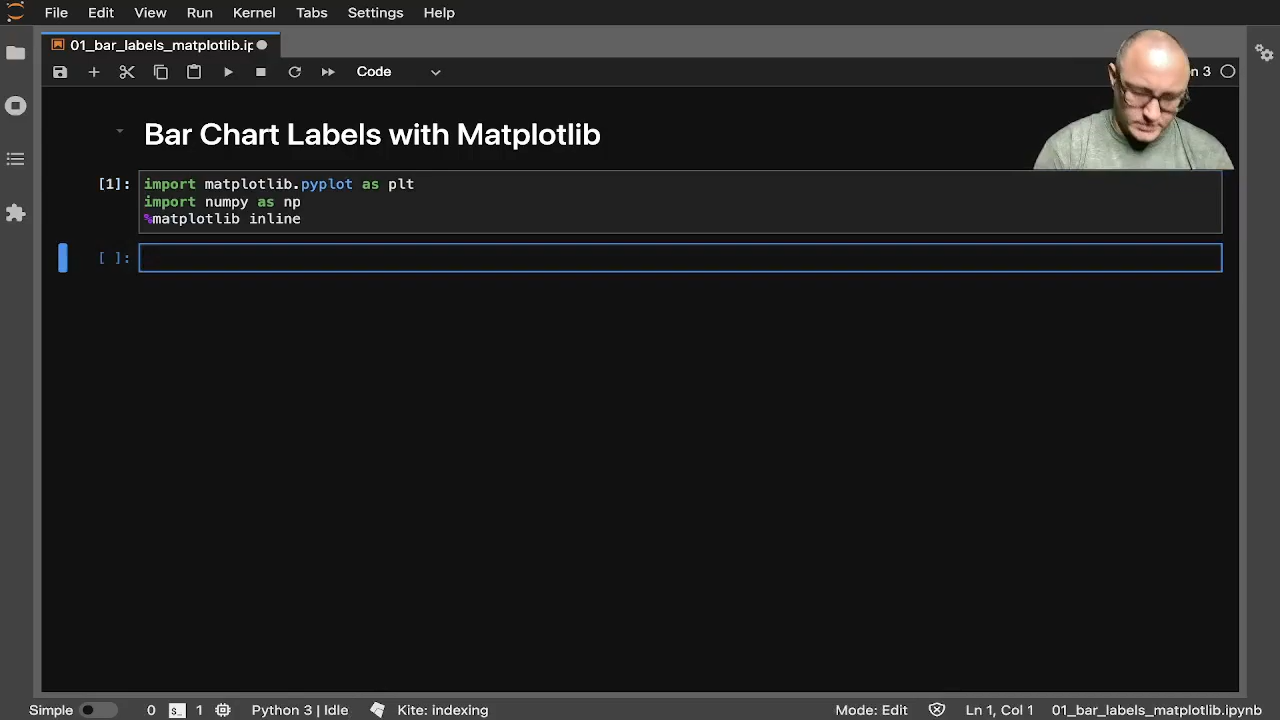 File Edit View Run Kernel Tabs Settings Help
01_bar_labels_matplotlib.ip
Code
n 3
Bar Chart Labels with Matplotlib
[1]: import matplotlib.pyplot as plt
import numpy as np
%matplotlib inline
[ ]:
Simple 0 $_ 1 Python 3 | Idle Kite: indexing Mode: Edit Ln 1, Col 1 01_bar_labels_matplotlib.ipynb